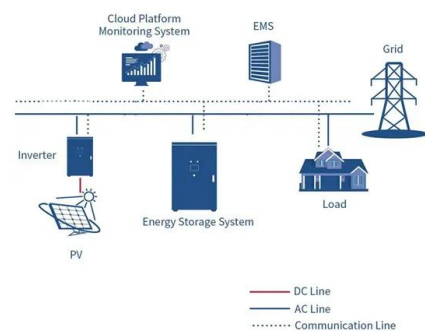 Cloud Platform
Monitoring System
EMS
Grid
Inverter
Energy Storage System
Load
PV
DC Line
AC Line
Communication Line